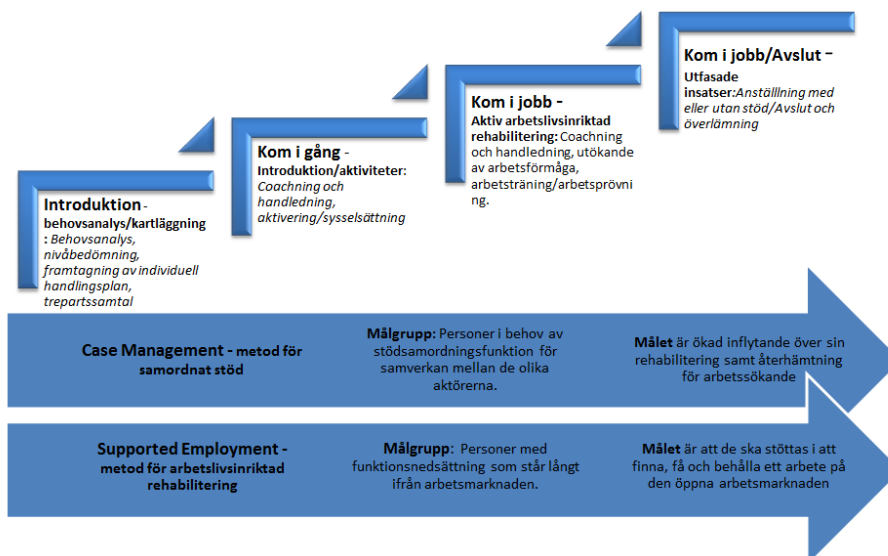 Introduktion -
behovsanalys/kartläggning
: Behovsanalys,
nivåbedömning,
framtagning av individuell
handlingsplan,
trepartssamtal
Kom i gång -
Introduktion/aktiviteter:
Coachning och
handledning,
aktivering/sysselsättning
Kom i jobb -
Aktiv arbetslivsinriktad
rehabilitering: Coachning
och handledning, utökande
av arbetsförmåga,
arbetsträning/arbetsprövni
ng.
Kom i jobb/Avslut –
Utfasade
insatser:Anställlning med
eller utan stöd/Avslut och
överlämning
Case Management - metod för
samordnat stöd
Målgrupp: Personer i behov av
stödsamordningsfunktion för
samverkan mellan de olika
aktörerna.
Målet är ökad inflytande över sin
rehabilitering samt återhämtning
för arbetssökande
Supported Employment -
metod för arbetslivsinriktad
rehabilitering
Målgrupp: Personer med
funktionsnedsättning som står långt
ifrån arbetsmarknaden.
Målet är att de ska stöttas i att
finna, få och behålla ett arbete på
den öppna arbetsmarknaden